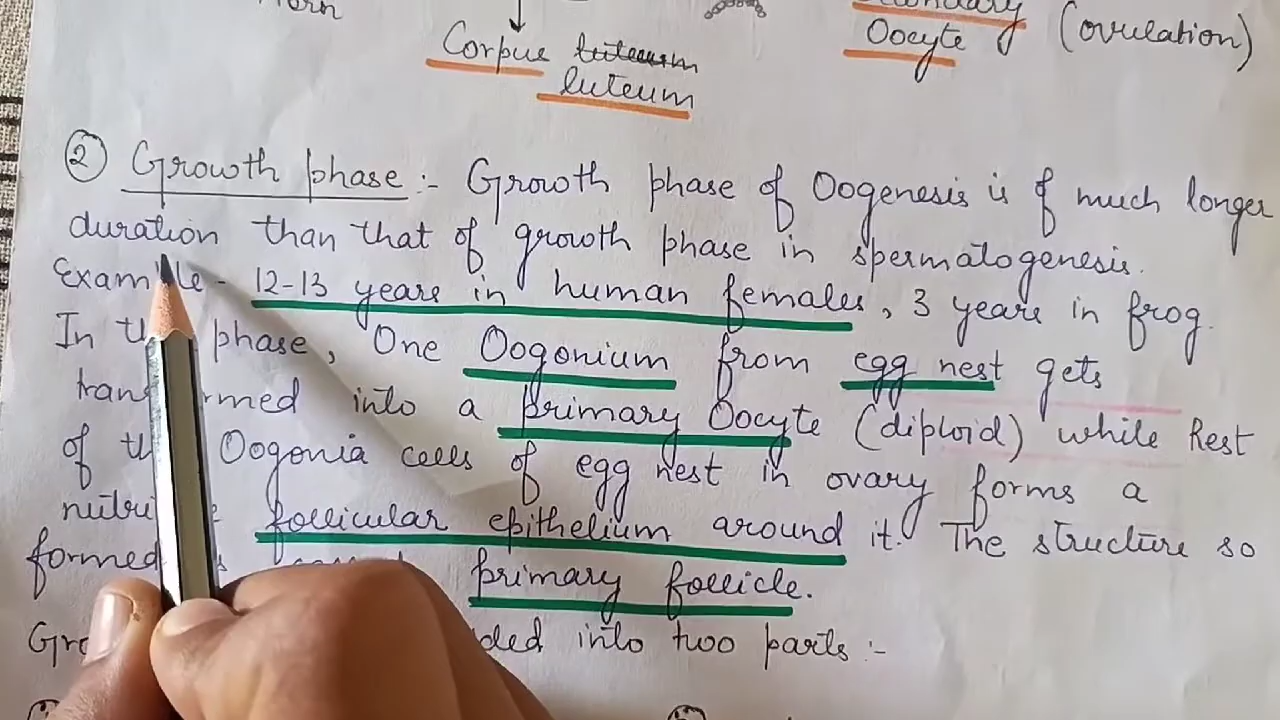 Corpus luteum
luteum
Oocyte (ovulation)
② Growth phase :- Growth phase of Oogenesis is of much longer
duration than that of growth phase in spermatogenesis.
Example - 12-13 years in human females, 3 years in frog.
In phase, One Oogonium from egg nest gets
into a primary Oocyte (diploid) while Rest
of Oogonia cells of egg nest in ovary forms a
follicular epithelium around it. The structure so
formed primary follicle.
into two parts :-